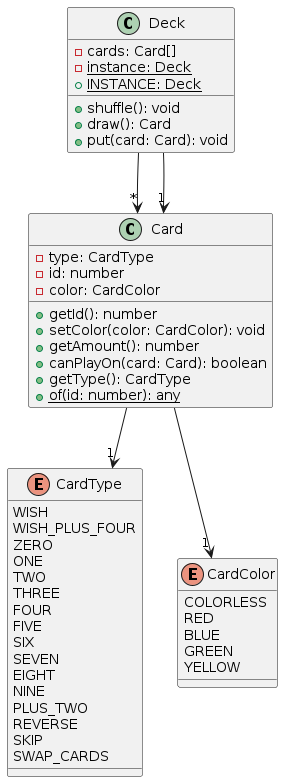 C Deck
cards: Card[]
instance: Deck
INSTANCE: Deck
shuffle(): void
draw(): Card
put(card: Card): void
* 1
C Card
type: CardType
id: number
color: CardColor
getId(): number
setColor(color: CardColor): void
getAmount(): number
canPlayOn(card: Card): boolean
getType(): CardType
of(id: number): any
1
E CardType
WISH
WISH_PLUS_FOUR
ZERO
ONE
TWO
THREE
FOUR
FIVE
SIX
SEVEN
EIGHT
NINE
PLUS_TWO
REVERSE
SKIP
SWAP_CARDS
1
E CardColor
COLORLESS
RED
BLUE
GREEN
YELLOW